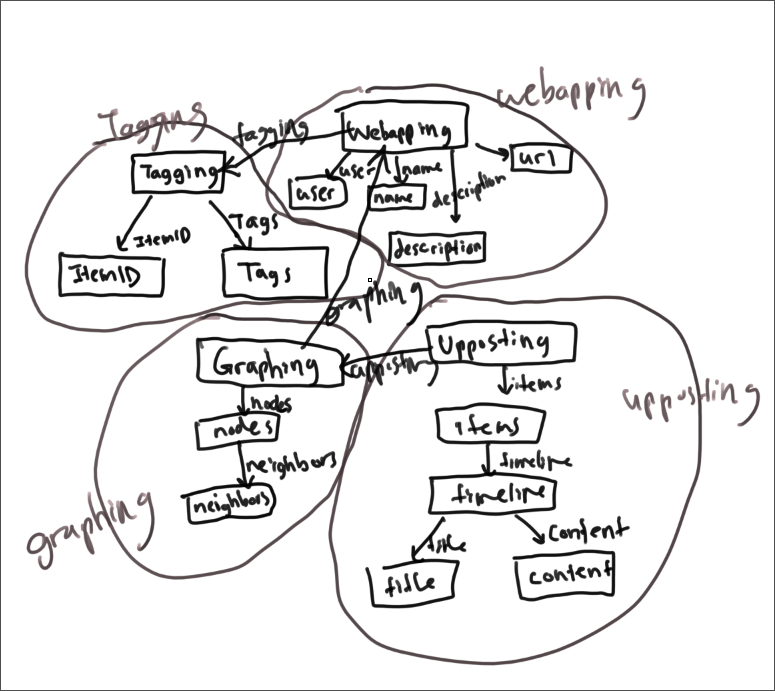 webapping
Tagging
tagging
Webapping
url
Tagging
user
name
user
name
description
ItemID
Tags
description
ItemID
Tags
graphing
Upposting
Graphing
upposting
items
upposting
nodes
nodes
items
neighbors
timeline
neighbors
timeline
graphing
title
content
title
content